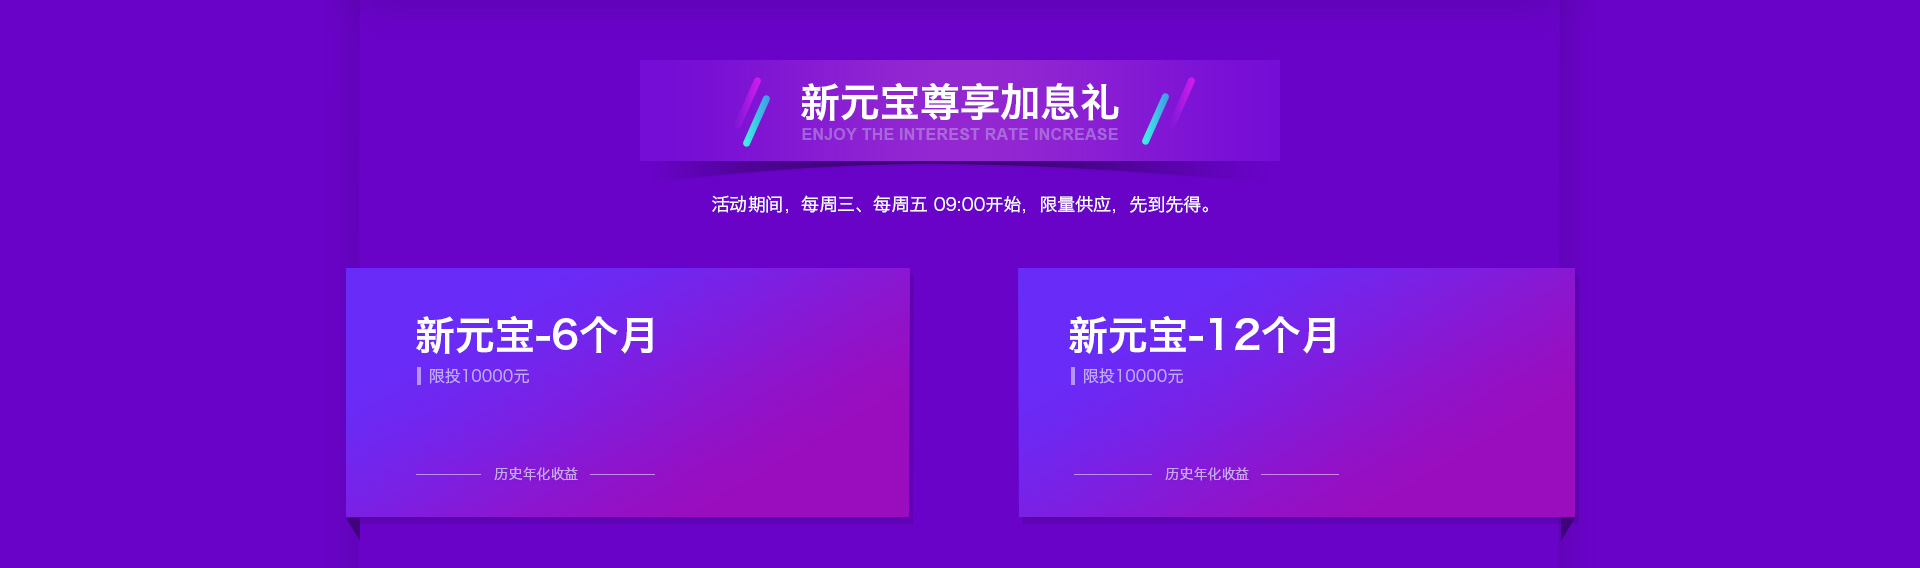 新元宝尊享加息礼
ENJOY THE INTEREST RATE INCREASE
活动期间，每周三、每周五 09:00开始，限量供应，先到先得。
新元宝-6个月
限投10000元
历史年化收益
新元宝-12个月
限投10000元
历史年化收益